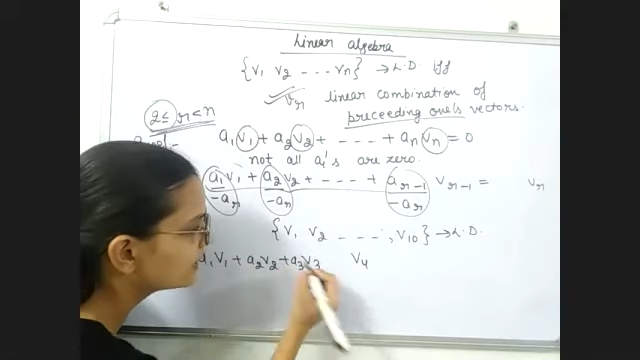 Linear algebra
{v₁ v₂ ---- vₙ} → L.D. iff
✓ vᵣ linear combination of
2 ≤ r < n preceeding one's vectors.
a₁v₁ + a₂v₂ + ---- + aₙvₙ = 0
not all aᵢ's are zero.
a₁/-aᵣ v₁ + a₂/-aᵣ v₂ + ---- + aᵣ₋₁/-aᵣ vᵣ₋₁ = vᵣ
{v₁ v₂ ----, v₁₀} → L.D.
a₁v₁ + a₂v₂ + a₃v₃ v₄